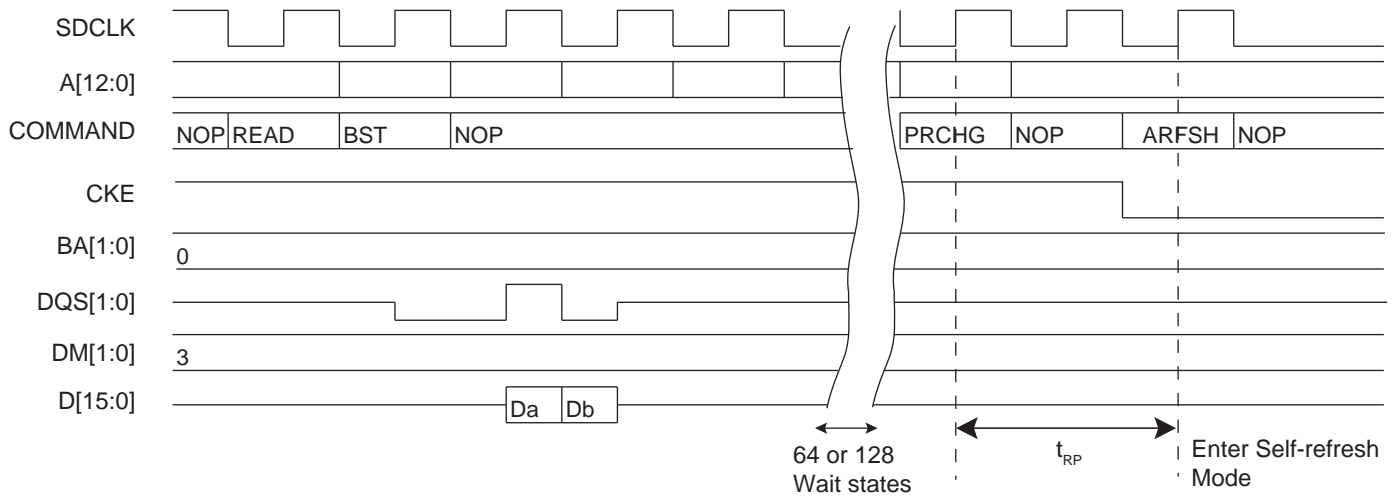 SDCLK
A[12:0]
COMMAND NOP READ BST NOP PRCHG NOP ARFSH NOP
CKE
BA[1:0] 0
DQS[1:0]
DM[1:0] 3
D[15:0] Da Db
64 or 128
Wait states
tRP
Enter Self-refresh
Mode